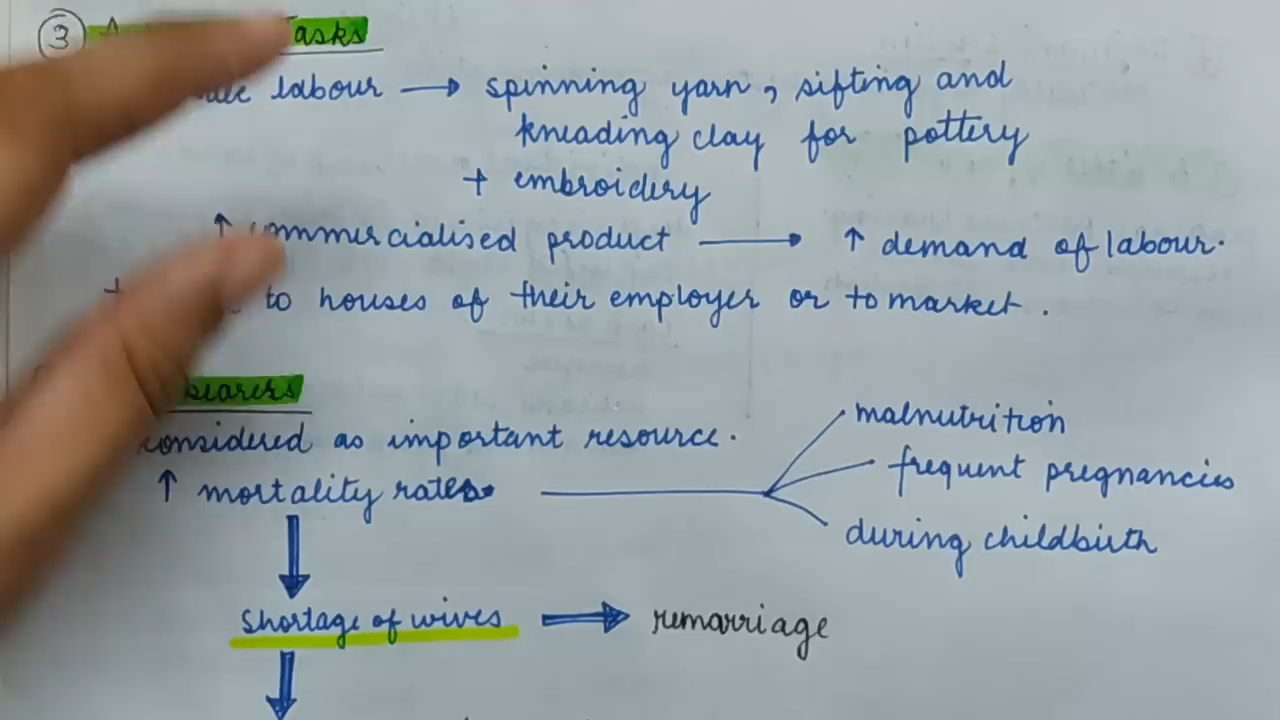 ③ Tasks
labour → spinning yarn, sifting and
kneading clay for pottery
+ embroidery
↑ commercialised product → ↑ demand of labour.
+ to houses of their employer or to market.
bearers
considered as important resource.
↑ mortality rates
malnutrition
frequent pregnancies
during childbirth
Shortage of wives → remarriage